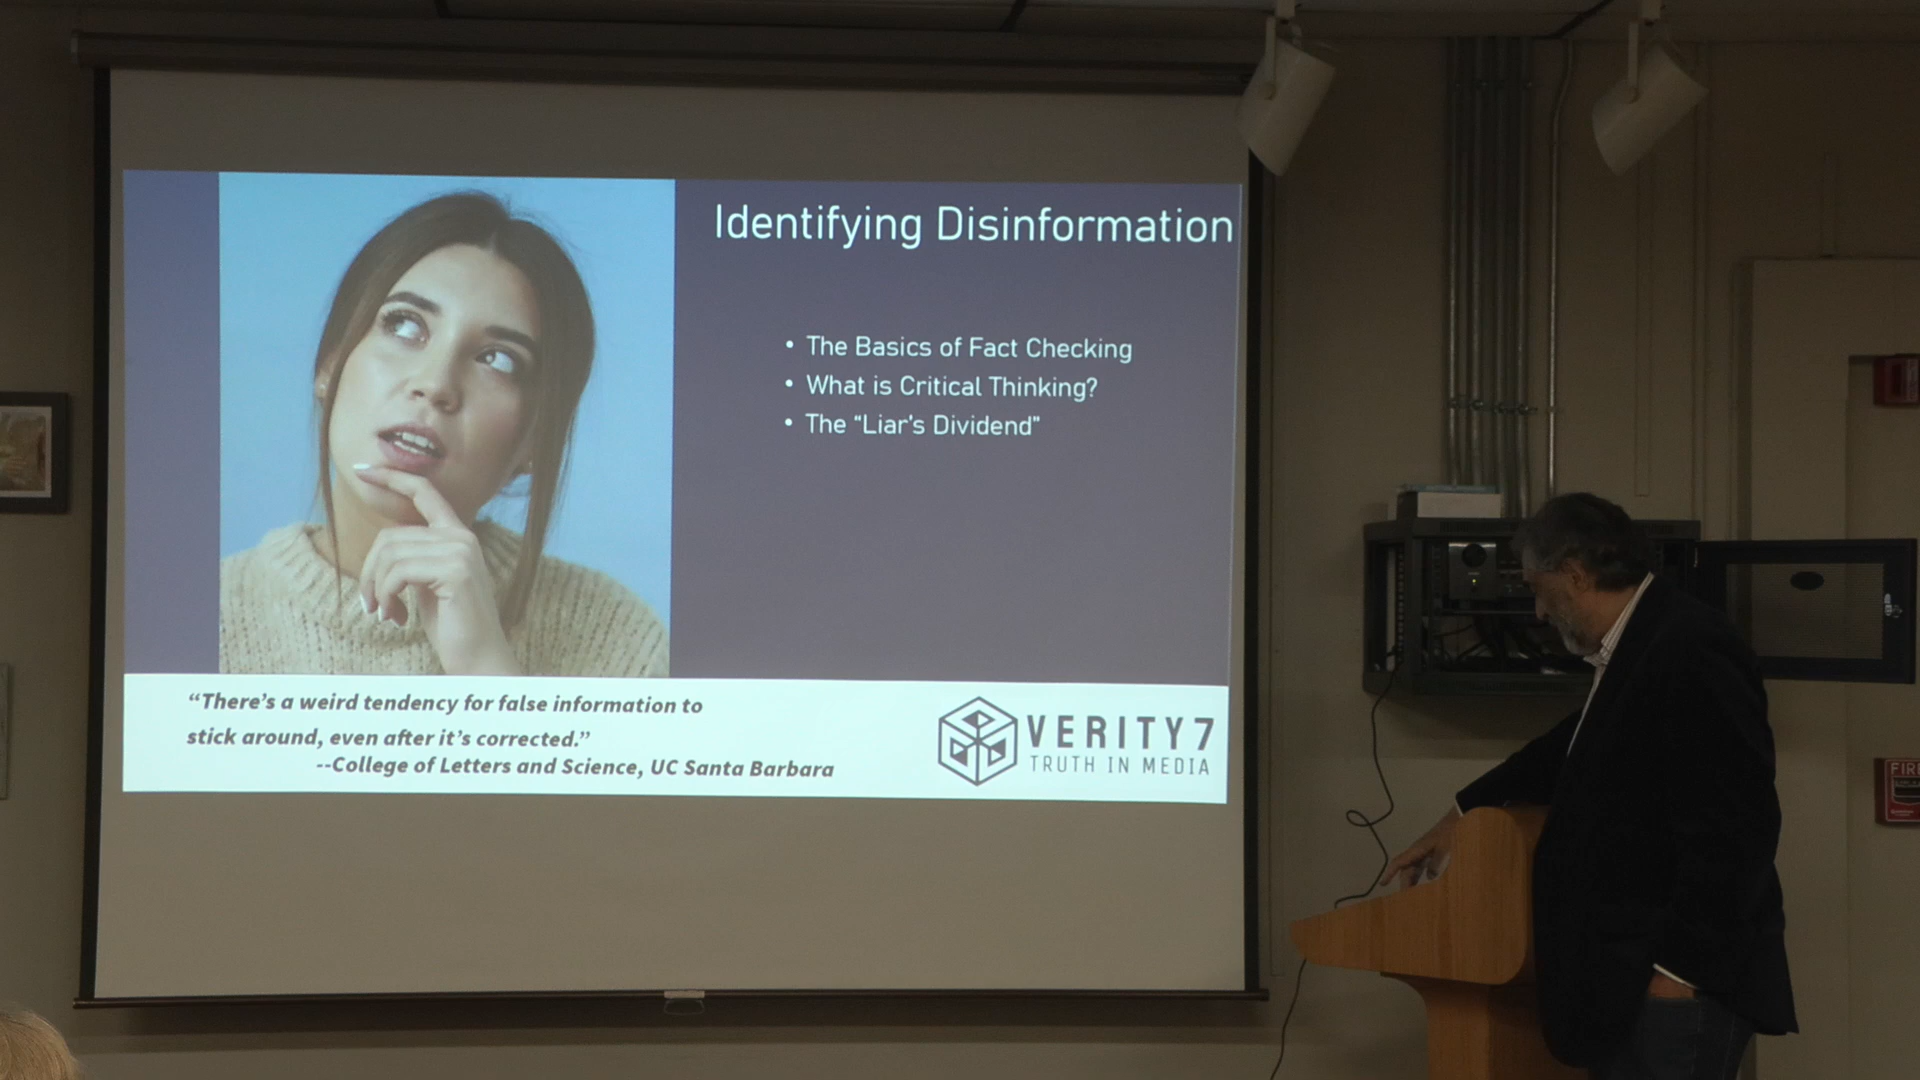 Identifying Disinformation
• The Basics of Fact Checking
• What is Critical Thinking?
• The "Liar's Dividend"
“There’s a weird tendency for false information to
stick around, even after it’s corrected.”
--College of Letters and Science, UC Santa Barbara
VERITY7
TRUTH IN MEDIA
FIRE